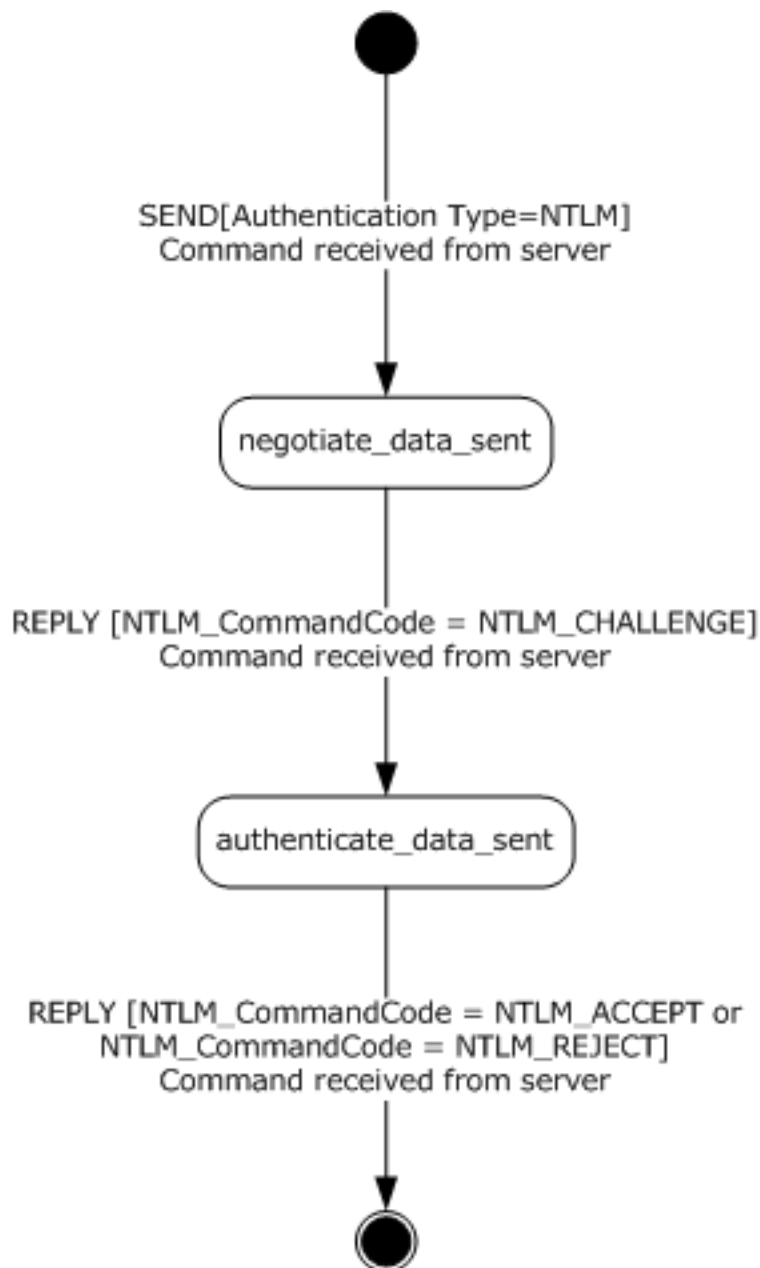 SEND[Authentication Type=NTLM]
Command received from server
negotiate_data_sent
REPLY [NTLM_CommandCode = NTLM_CHALLENGE]
Command received from server
authenticate_data_sent
REPLY [NTLM_CommandCode = NTLM_ACCEPT or
NTLM_CommandCode = NTLM_REJECT]
Command received from server